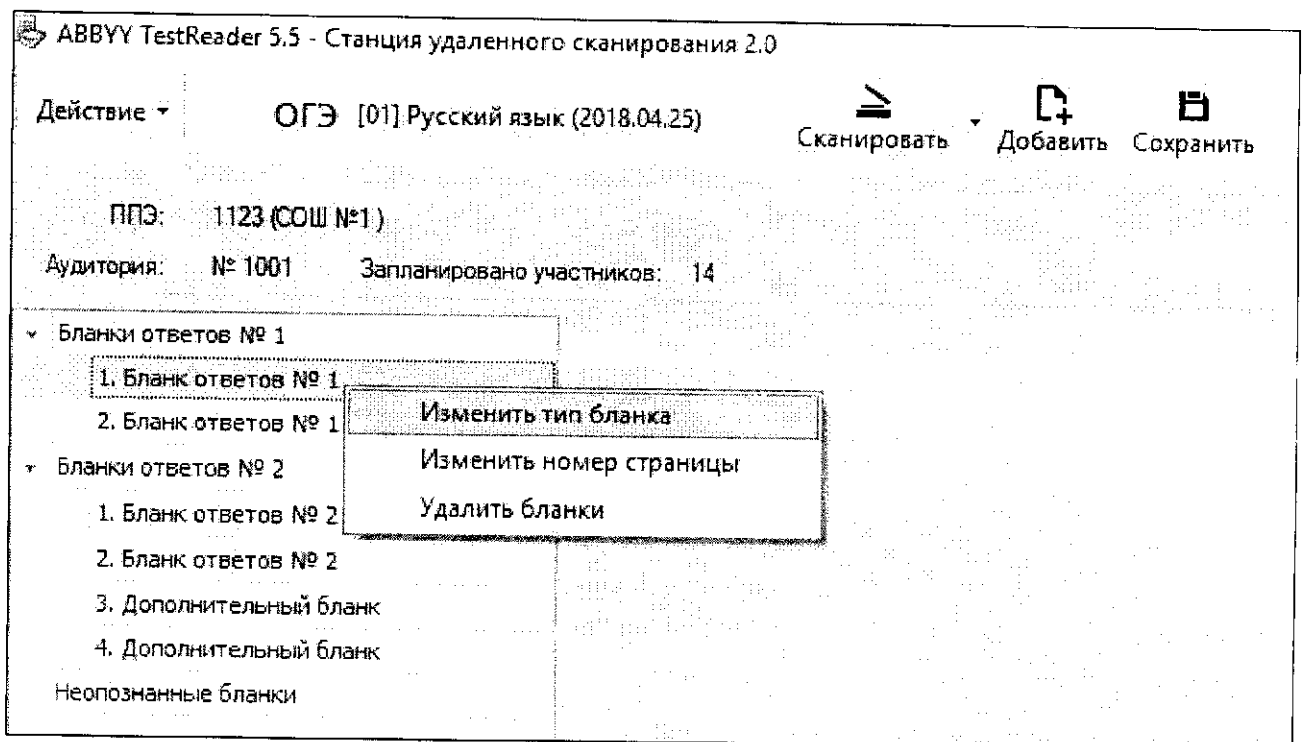 ABBYY TestReader 5.5 - Станция удаленного сканирования 2.0
Действие
ОГЭ [01] Русский язык (2018.04.25)
Сканировать
Добавить
Сохранить
ППЭ: 1123 (СОШ №1 )
Аудитория: № 1001 Запланировано участников: 14
Бланки ответов № 1
1. Бланк ответов № 1
2. Бланк ответов № 1
Изменить тип бланка
Изменить номер страницы
Удалить бланки
Бланки ответов № 2
1. Бланк ответов № 2
2. Бланк ответов № 2
3. Дополнительный бланк
4. Дополнительный бланк
Неопознанные бланки